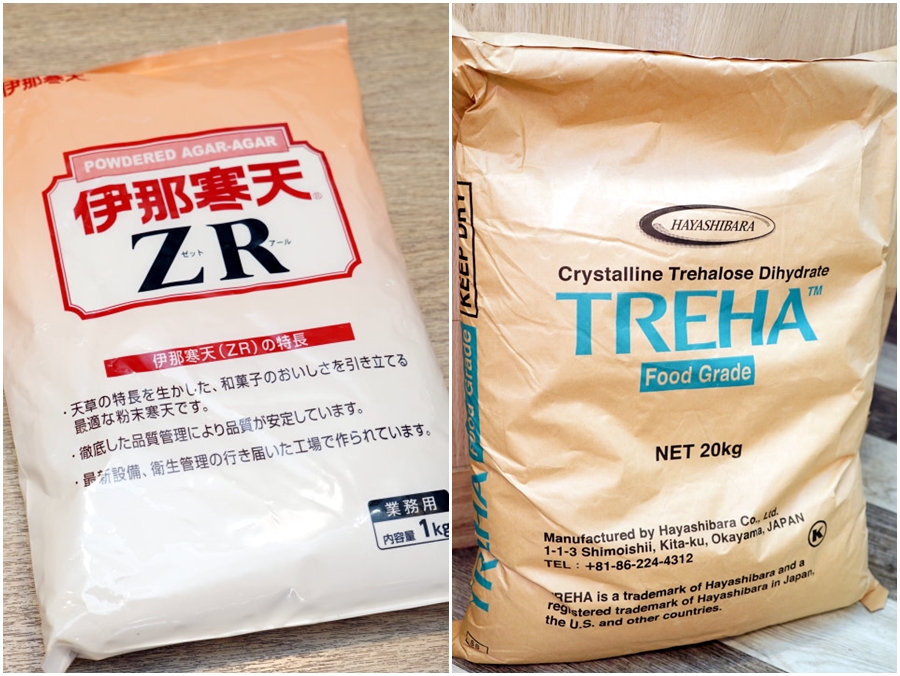 伊那寒天
POWDERED AGAR-AGAR
伊那寒天®
ZR
ゼット アール
伊那寒天(ZR)の特長
・天草の特長を生かした、和菓子のおいしさを引き立てる
最適な粉末寒天です。
・徹底した品質管理により品質が安定しています。
・最新設備、衛生管理の行き届いた工場で作られています。
業務用
内容量 1kg
HAYASHIBARA
Crystalline Trehalose Dihydrate
TREHA™
Food Grade
NET 20kg
Manufactured by Hayashibara Co., Ltd.
1-1-3 Shimoishii, Kita-ku, Okayama, JAPAN
TEL : +81-86-224-4312
K
TREHA is a trademark of Hayashibara and a
registered trademark of Hayashibara in Japan,
the U.S. and other countries.
TREHA Food Grade
KEEP DRY